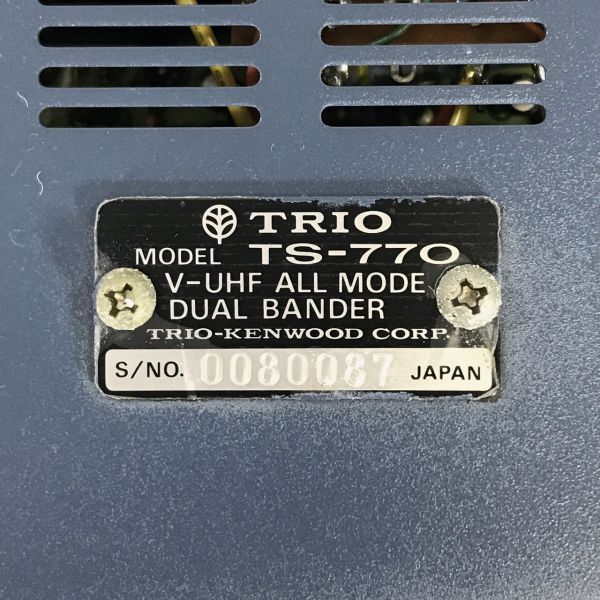 TRIO
MODEL TS-770
V-UHF ALL MODE
DUAL BANDER
TRIO-KENWOOD CORP.
S/NO. 0080087 JAPAN